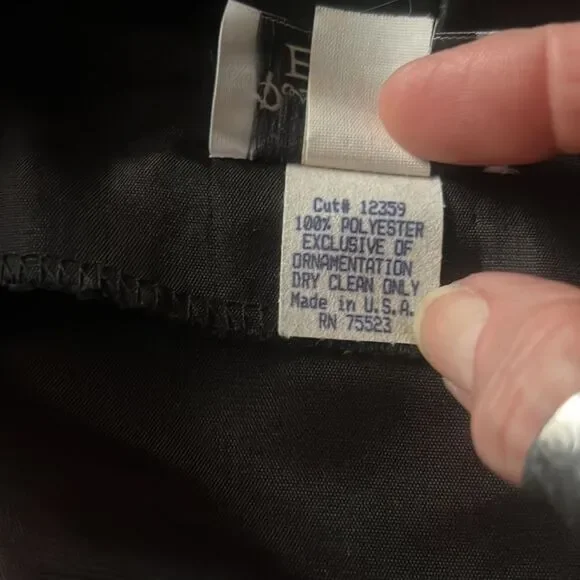 Cut# 12359
100% POLYESTER
EXCLUSIVE OF
ORNAMENTATION
DRY CLEAN ONLY
Made in U.S.A.
RN 75523